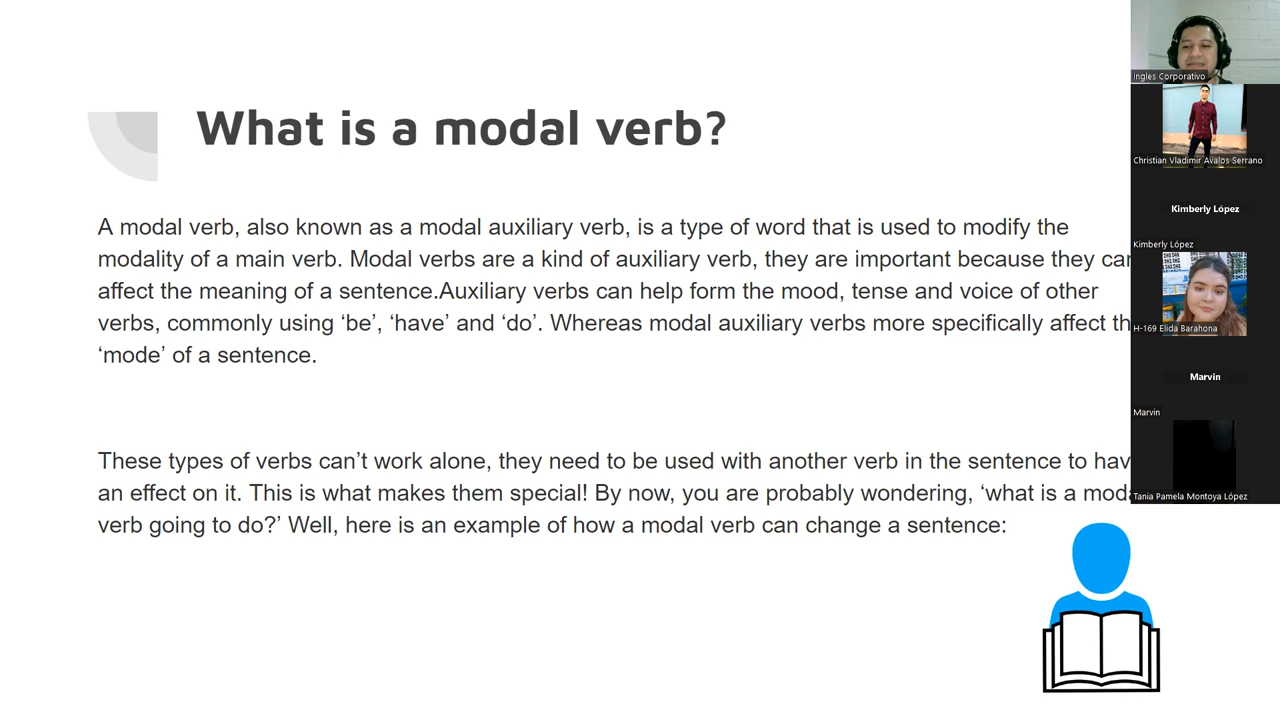 What is a modal verb?
A modal verb, also known as a modal auxiliary verb, is a type of word that is used to modify the
modality of a main verb. Modal verbs are a kind of auxiliary verb, they are important because they can
affect the meaning of a sentence.Auxiliary verbs can help form the mood, tense and voice of other
verbs, commonly using ‘be’, ‘have’ and ‘do’. Whereas modal auxiliary verbs more specifically affect th
‘mode’ of a sentence.
These types of verbs can’t work alone, they need to be used with another verb in the sentence to hav
an effect on it. This is what makes them special! By now, you are probably wondering, ‘what is a moda
verb going to do?’ Well, here is an example of how a modal verb can change a sentence:
Ingles Corporativo
Christian Vladimir Avalos Serrano
Kimberly López
Kimberly López
H-169 Elida Barahona
Marvin
Marvin
Tania Pamela Montoya López